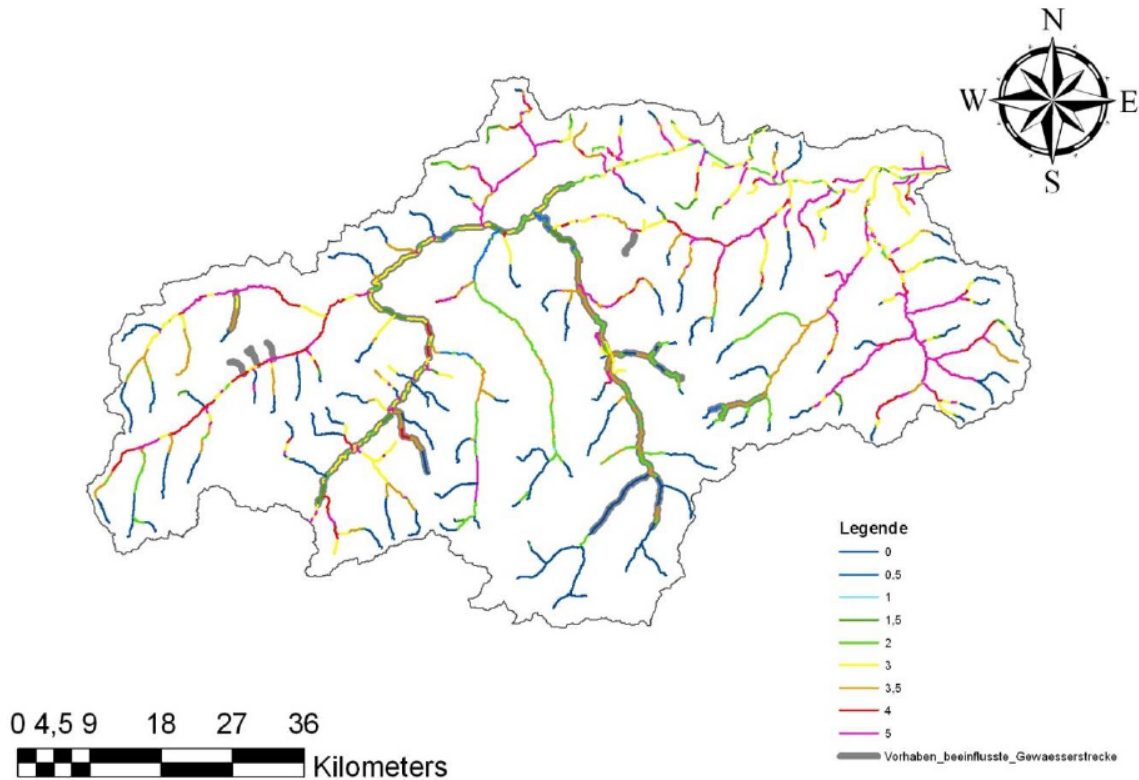 N
W E
S
Legende
0
0.5
1
1,5
2
3
3,5
4
5
Vorhaben_beeinflusste_Gewaesserstrecke
0 4,5 9 18 27 36
Kilometers